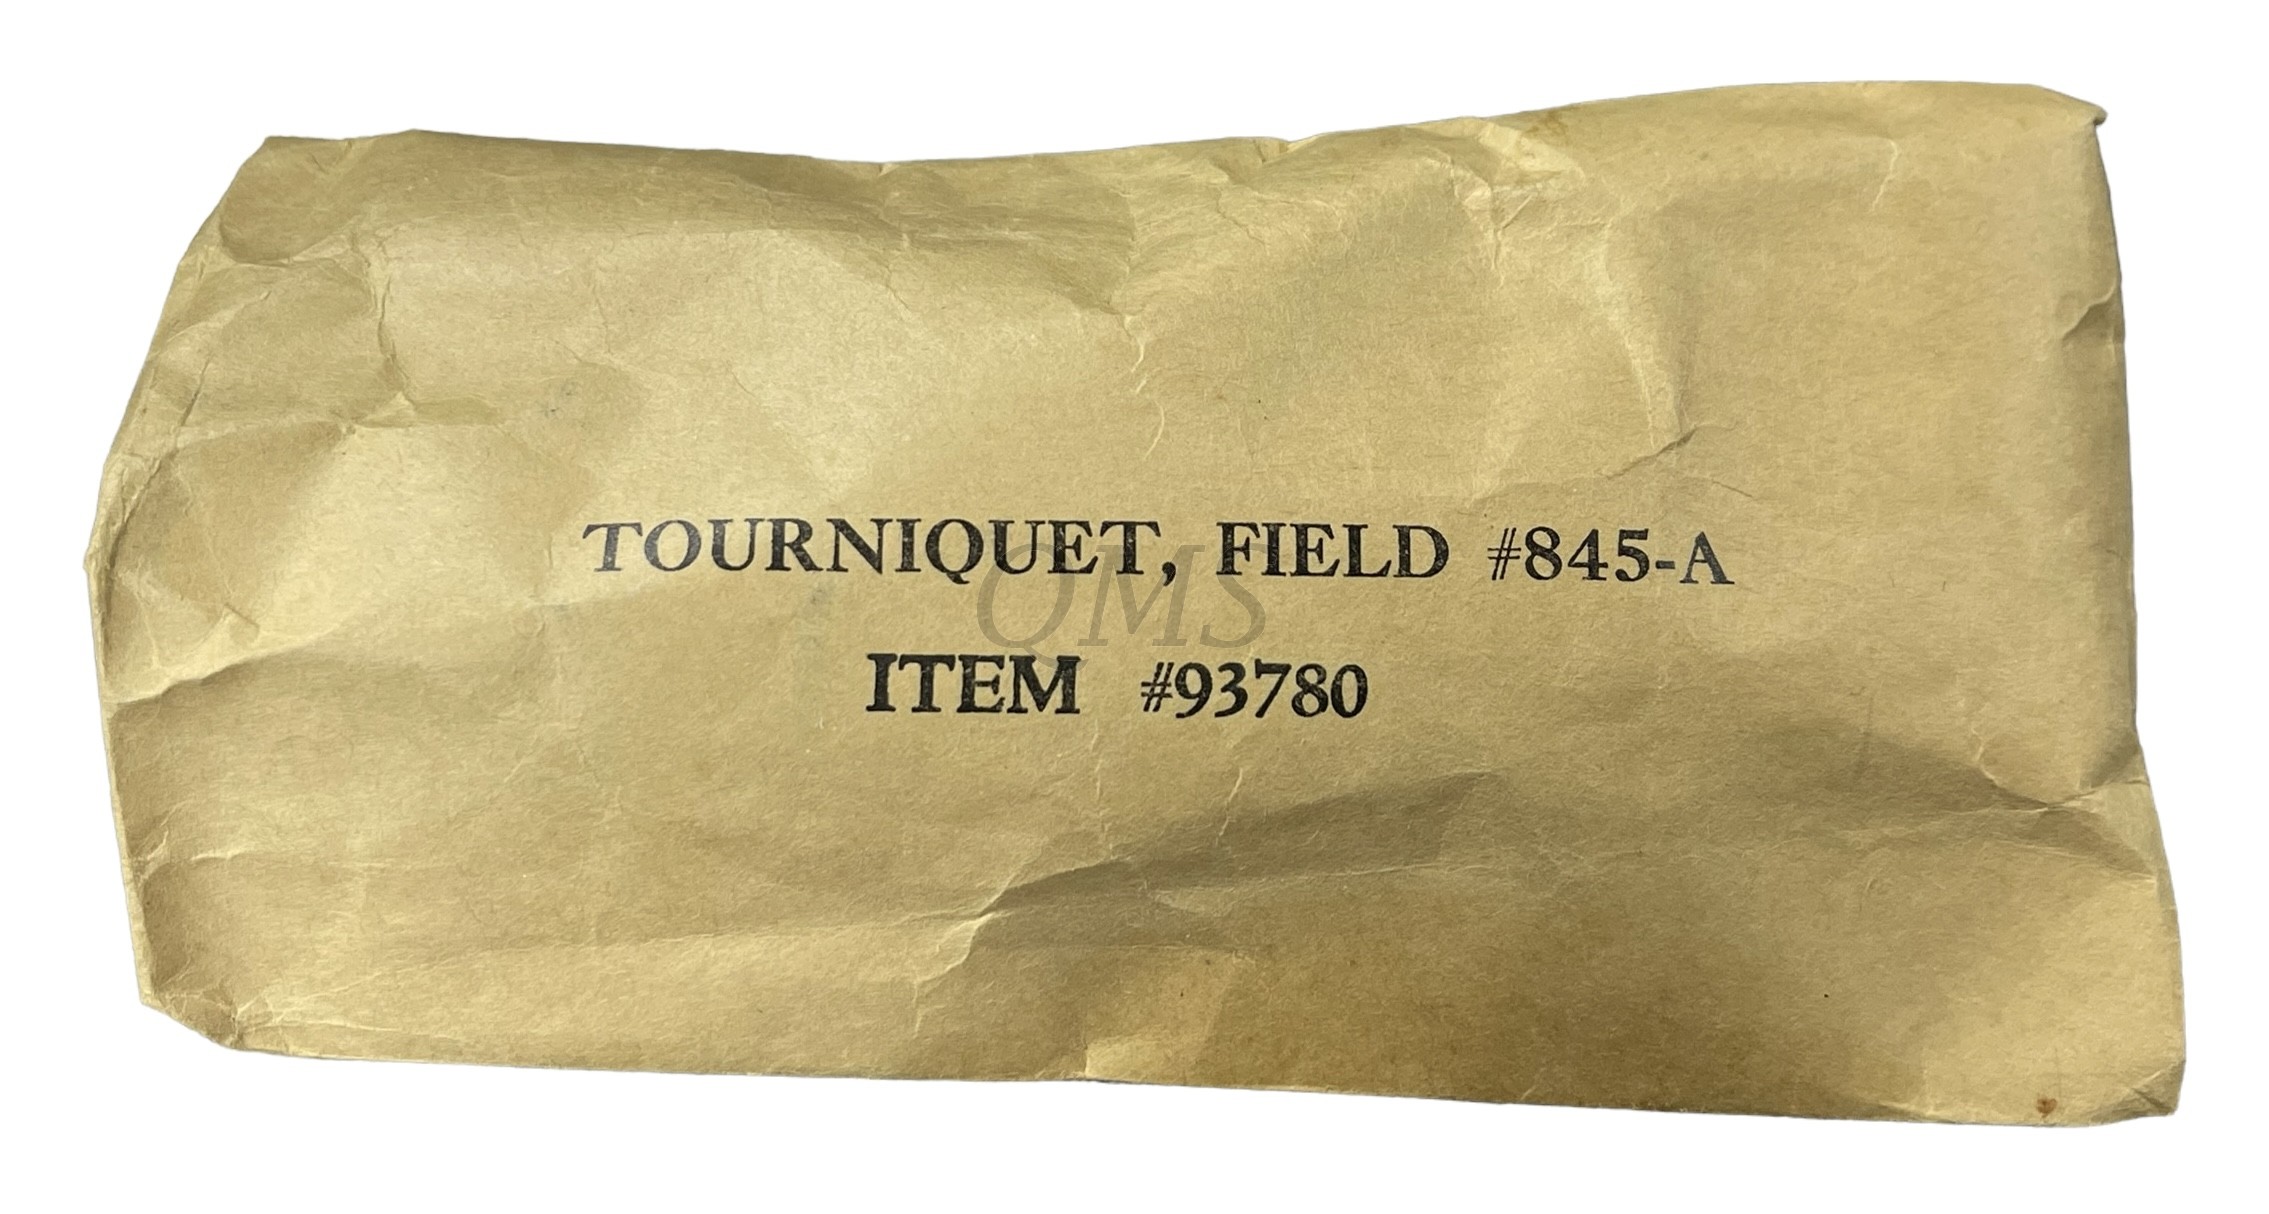 TOURNIQUET, FIELD #845-A
QMS
ITEM #93780